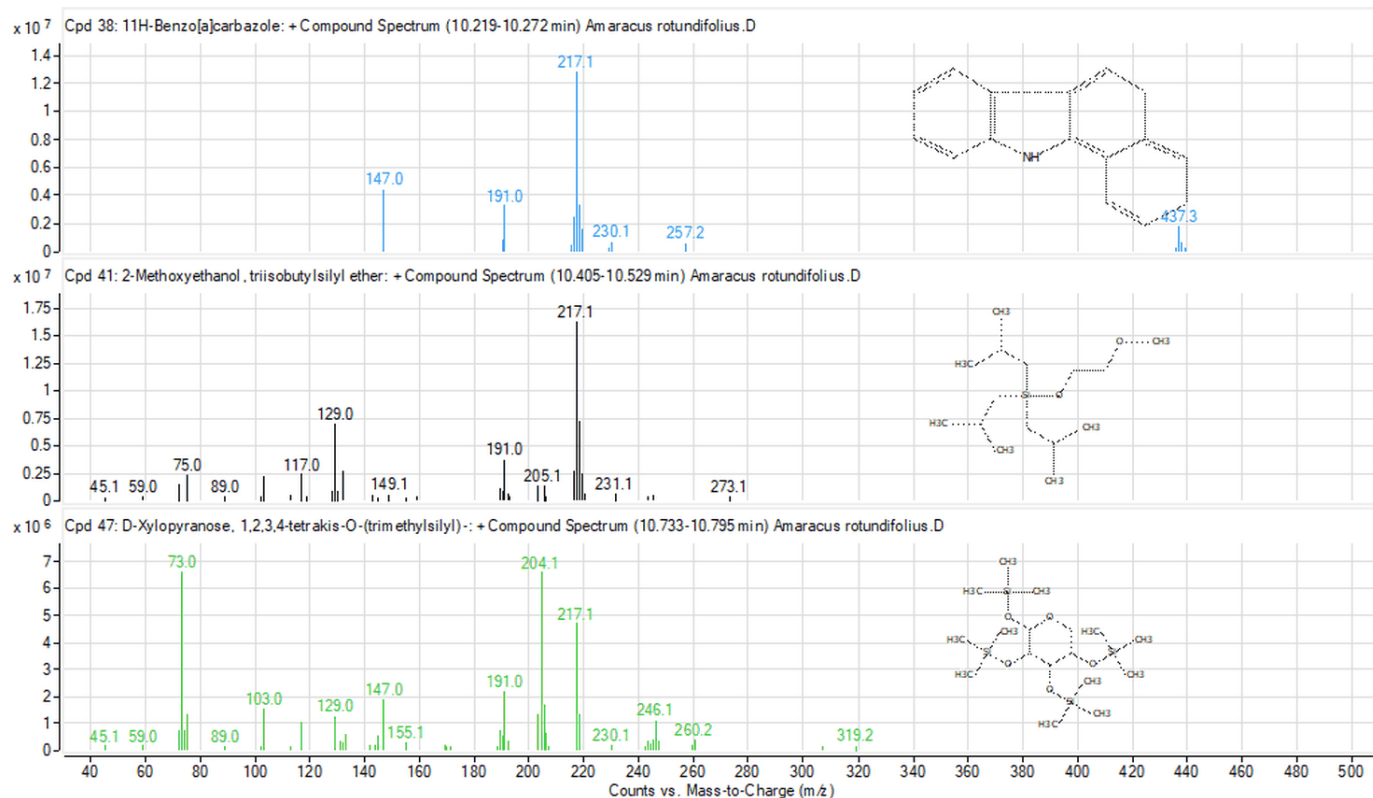 x10 7 Cpd 38: 11H-Benzo[a]carbazole: + Compound Spectrum (10.219-10.272 min) Amaracus rotundifolius.D
1.4
217.1
1.2
1
0.8
NH
0.6
147.0
0.4
191.0
437.3
0.2
230.1
257.2
0
x10 7 Cpd 41: 2-Methoxyethanol, triisobutylsilyl ether: + Compound Spectrum (10.405-10.529 min) Amaracus rotundifolius.D
1.75
217.1
CH3
1.5
O CH3
1.25
H3C
1
Si O
0.75
129.0
H3C CH3
0.5
191.0
CH3
0.25
75.0
117.0
45.1 59.0 89.0 149.1 205.1 231.1 273.1
CH3
0
x10 6 Cpd 47: D-Xylopyranose, 1,2,3,4-tetrakis-O-(trimethylsilyl)-: + Compound Spectrum (10.733-10.795 min) Amaracus rotundifolius.D
7
73.0 204.1
CH3
6
H3C Si CH3
5
217.1
O O
4
H3C CH3 H3C CH3
Si Si
3
H3C O O CH3
2
191.0
147.0
103.0
129.0
O CH3
Si
1
246.1
H3C CH3
45.1 59.0 89.0 155.1 230.1 260.2 319.2
0
40 60 80 100 120 140 160 180 200 220 240 260 280 300 320 340 360 380 400 420 440 460 480 500
Counts vs. Mass-to-Charge (m/z)